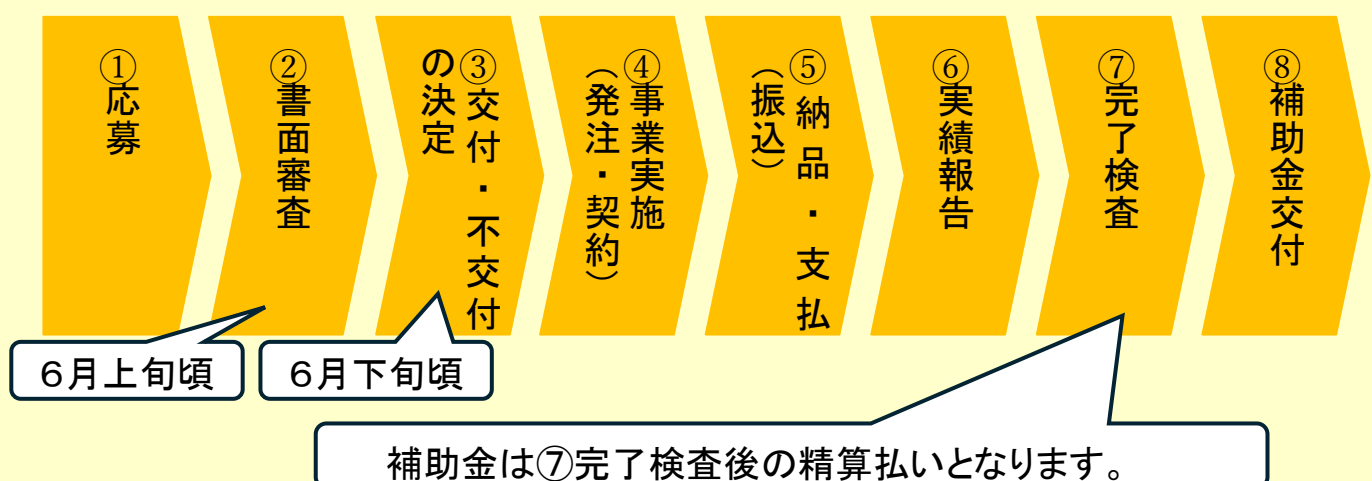 ①応募
②書面審査
③交付・不交付
の決定
④事業実施
（発注・契約）
⑤納品・支払
（振込）
⑥実績報告
⑦完了検査
⑧補助金交付
６月上旬頃
６月下旬頃
補助金は⑦完了検査後の精算払いとなります。